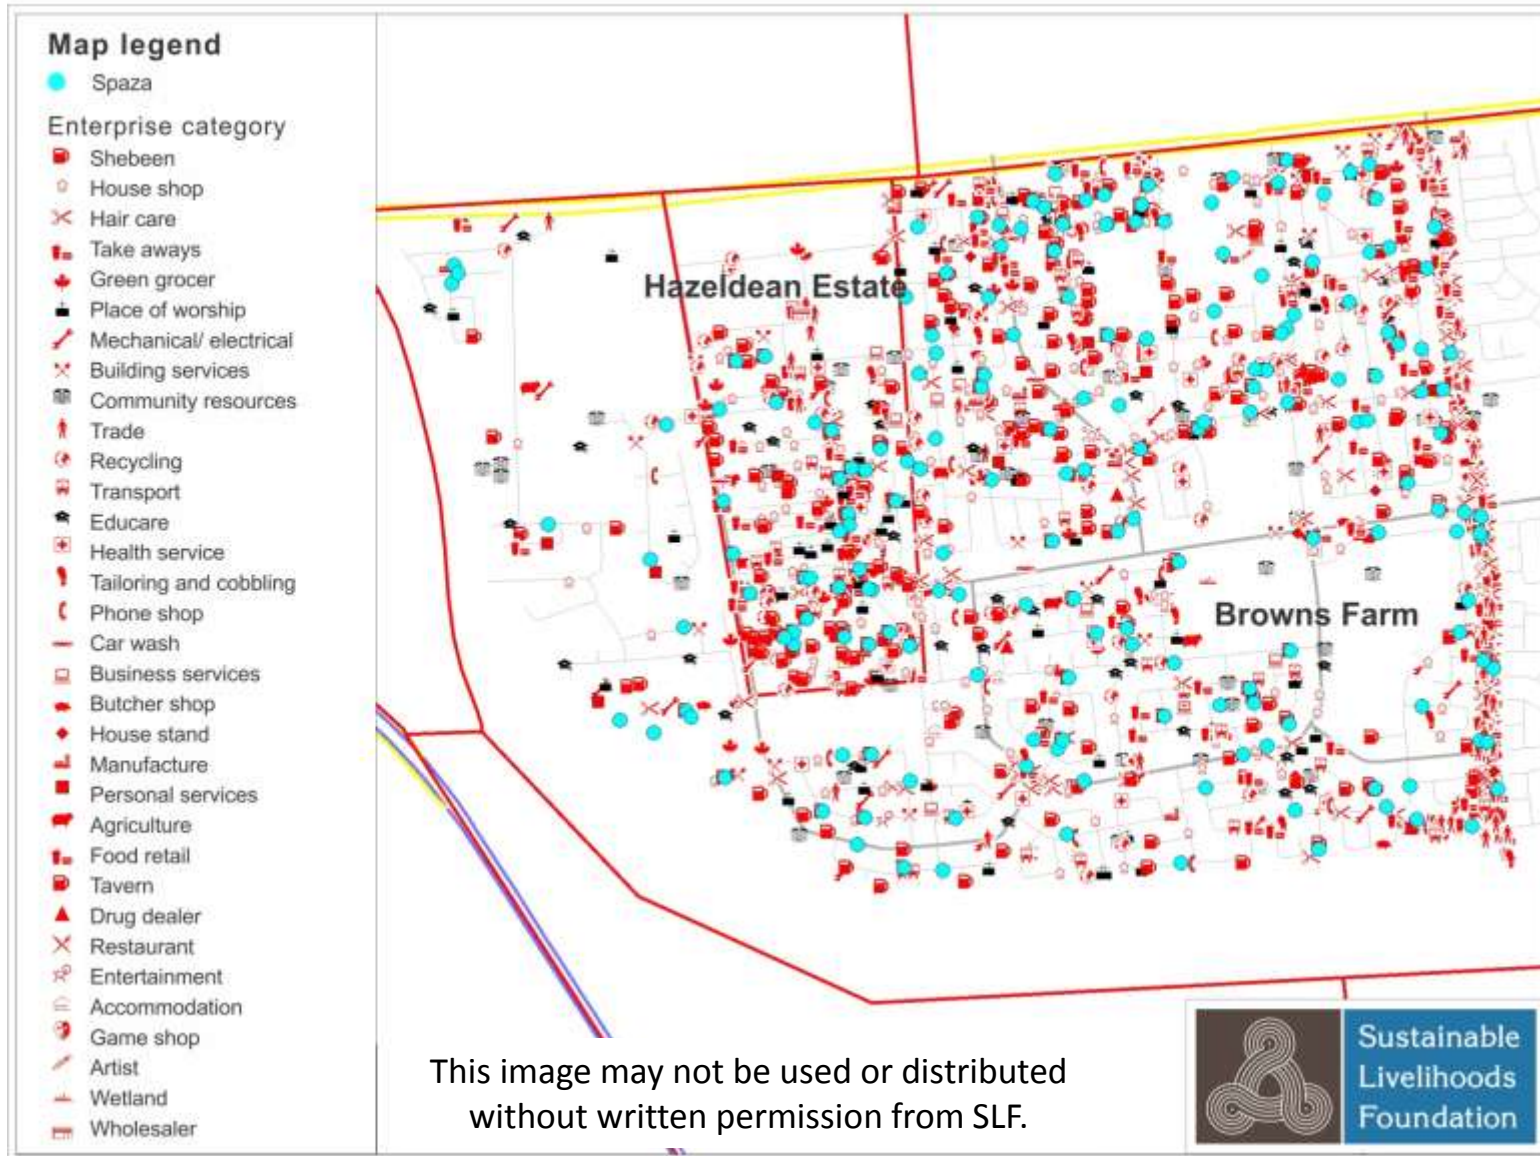 Map legend
Spaza
Enterprise category
Shebeen
House shop
Hair care
Take aways
Green grocer
Place of worship
Mechanical/ electrical
Building services
Community resources
Trade
Recycling
Transport
Educare
Health service
Tailoring and cobbling
Phone shop
Car wash
Business services
Butcher shop
House stand
Manufacture
Personal services
Agriculture
Food retail
Tavern
Drug dealer
Restaurant
Entertainment
Accommodation
Game shop
Artist
Wetland
Wholesaler
Hazeldean Estate
Browns Farm
This image may not be used or distributed
without written permission from SLF.
Sustainable
Livelihoods
Foundation